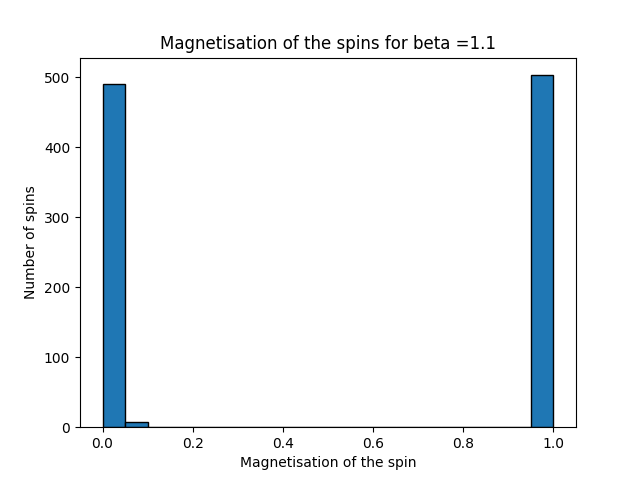 Magnetisation of the spins for beta =1.1
500
400
300
200
100
0
Number of spins
0.0 0.2 0.4 0.6 0.8 1.0
Magnetisation of the spin